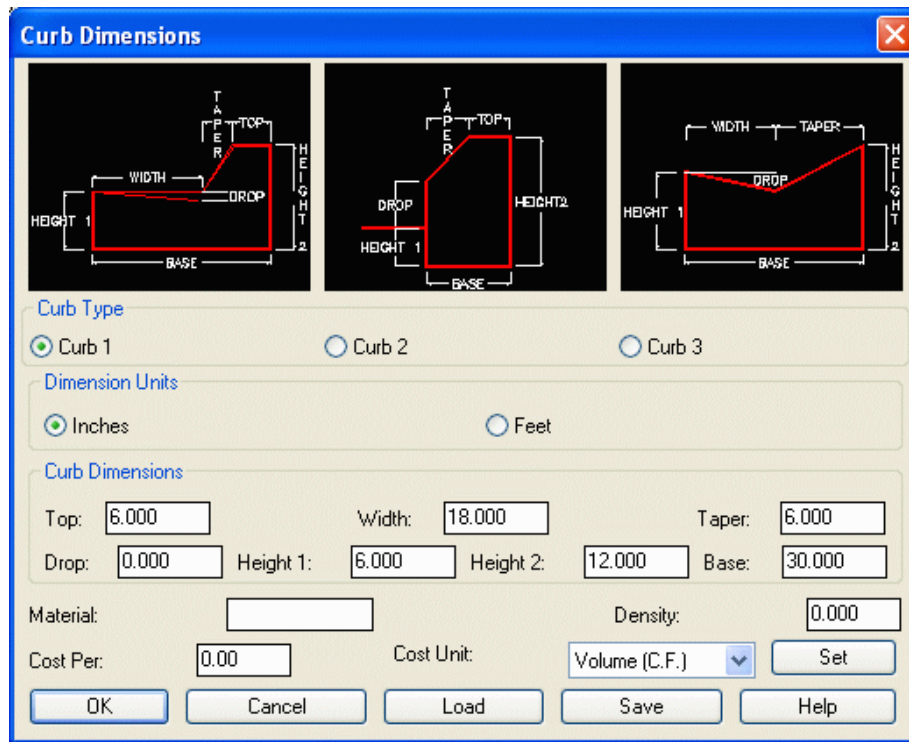 Curb Dimensions
TAPER
TOP
WIDTH
DROP
HEIGHT 1
HEIGHT 2
BASE
TAPER
TOP
DROP
HEIGHT2
HEIGHT 1
BASE
WIDTH TAPER
DROP
HEIGHT 1
HEIGHT 2
BASE
Curb Type
Curb 1 Curb 2 Curb 3
Dimension Units
Inches Feet
Curb Dimensions
Top: 6.000 Width: 18.000 Taper: 6.000
Drop: 0.000 Height 1: 6.000 Height 2: 12.000 Base: 30.000
Material: Density: 0.000
Cost Per: 0.00 Cost Unit: Volume (C.F.) Set
OK Cancel Load Save Help